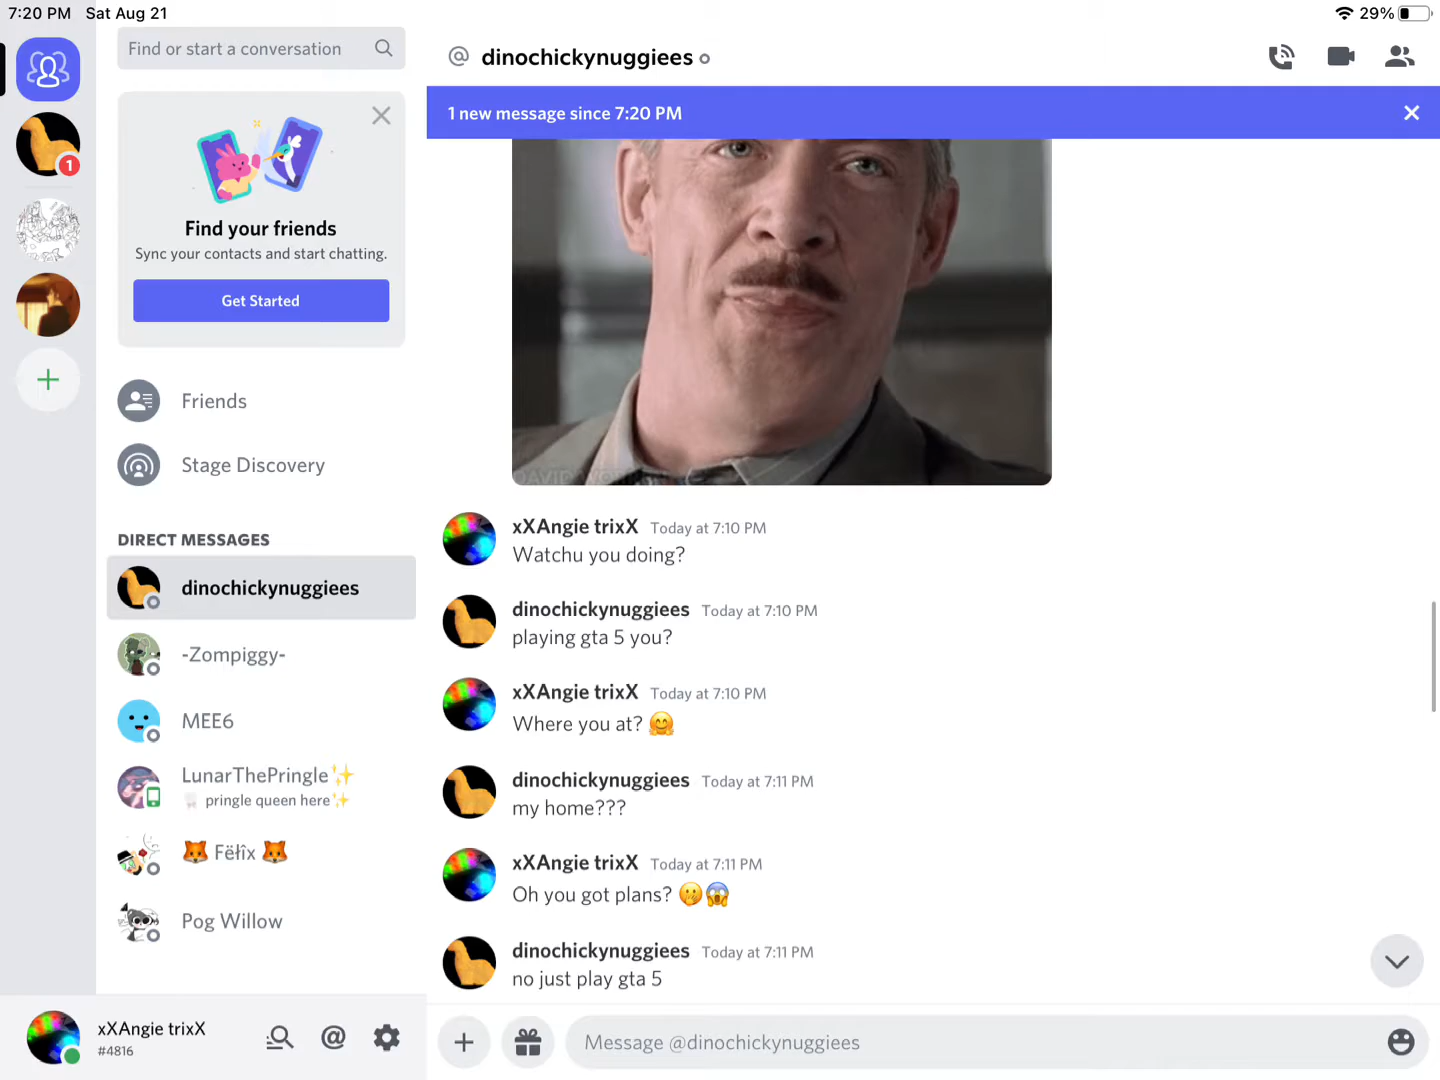 7:20 PM Sat Aug 21
29%
Find or start a conversation
Find your friends
Sync your contacts and start chatting.
Get Started
Friends
Stage Discovery
DIRECT MESSAGES
dinochickynuggiees
-Zompiggy-
MEE6
LunarThePringle✨
pringle queen here✨
🦊 Fëłîx 🦊
Pog Willow
xXAngie trixX
#4816
1
@ dinochickynuggiees
1 new message since 7:20 PM
xXAngie trixX Today at 7:10 PM
Watchu you doing?
dinochickynuggiees Today at 7:10 PM
playing gta 5 you?
xXAngie trixX Today at 7:10 PM
Where you at? 🤗
dinochickynuggiees Today at 7:11 PM
my home???
xXAngie trixX Today at 7:11 PM
Oh you got plans? 🤭😱
dinochickynuggiees Today at 7:11 PM
no just play gta 5
Message @dinochickynuggiees